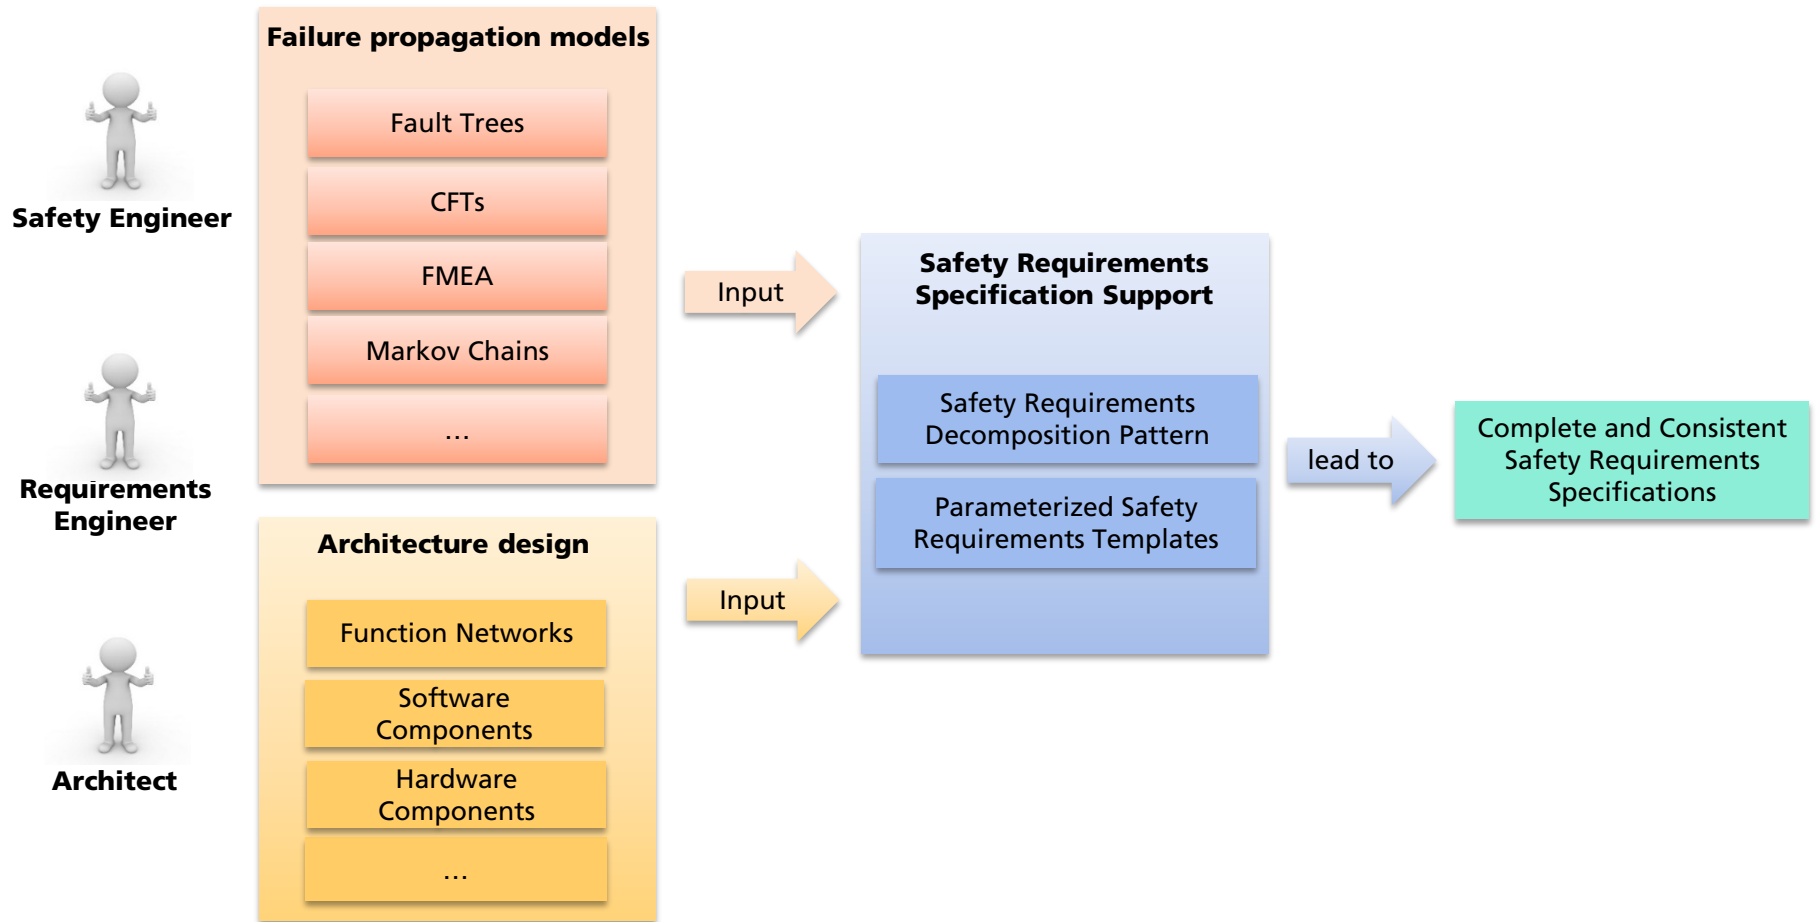 Safety Engineer
Requirements
Engineer
Architect
Failure propagation models
Fault Trees
CFTs
FMEA
Markov Chains
...
Architecture design
Function Networks
Software
Components
Hardware
Components
...
Input
Input
Safety Requirements
Specification Support
Safety Requirements
Decomposition Pattern
Parameterized Safety
Requirements Templates
lead to
Complete and Consistent
Safety Requirements
Specifications